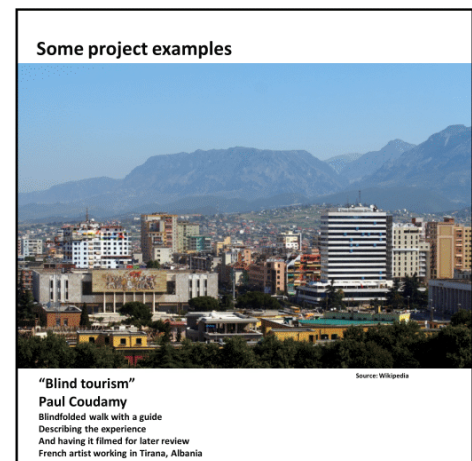 Some project examples
Source: Wikipedia
“Blind tourism”
Paul Coudamy
Blindfolded walk with a guide
Describing the experience
And having it filmed for later review
French artist working in Tirana, Albania